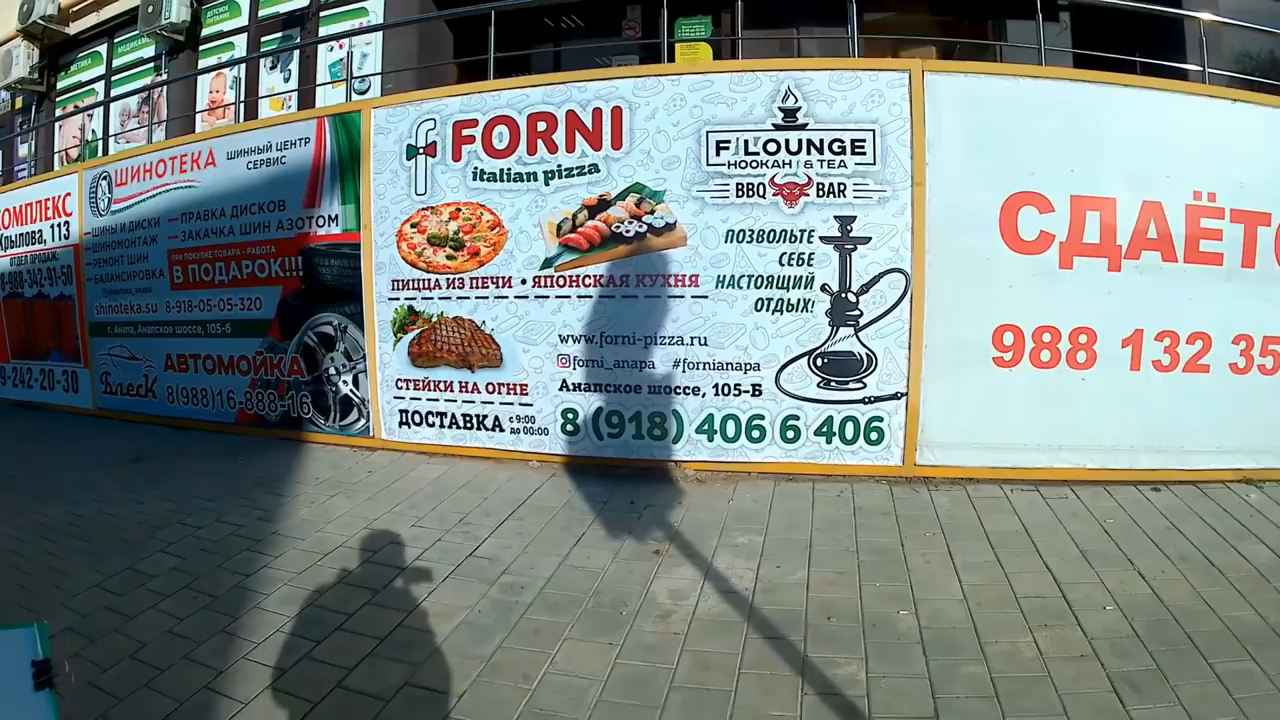 ДЕТСКОЕ
ПИТАНИЕ
КОМПЛЕКС
Крылова, 113
ОТДЕЛ ПРОДАЖ:
8-988-342-91-50
9-242-20-30
ШИНОТЕКА
ШИННЫЙ ЦЕНТР
СЕРВИС
ШИНЫ И ДИСКИ
ШИНОМОНТАЖ
РЕМОНТ ШИН
БАЛАНСИРОВКА
ПРАВКА ДИСКОВ
ЗАКАЧКА ШИН АЗОТОМ
ПРИ ПОКУПКЕ ТОВАРА - РАБОТА
В ПОДАРОК!!!
shinoteka.su 8-918-05-05-320
г. Анапа, Анапское шоссе, 105-б
Блеск
АВТОМОЙКА
8(988)16-888-16
f FORNI
italian pizza
F LOUNGE
HOOKAH & TEA
BBQ BAR
ПИЦЦА ИЗ ПЕЧИ • ЯПОНСКАЯ КУХНЯ
ПОЗВОЛЬТЕ
СЕБЕ
НАСТОЯЩИЙ
ОТДЫХ!
СТЕЙКИ НА ОГНЕ
www.forni-pizza.ru
forni_anapa #fornianapa
Анапское шоссе, 105-Б
ДОСТАВКА с 9:00 до 00:00
8 (918) 406 6 406
СДАЁТ
988 132 35